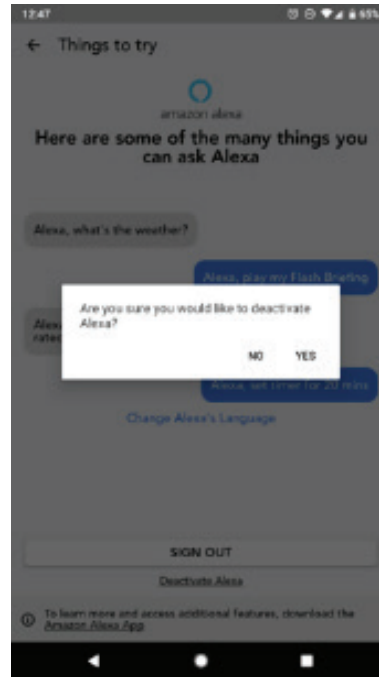 12:47
65%
Things to try
amazon alexa
Here are some of the many things you
can ask Alexa
Alexa, what's the weather?
Alexa, play my Flash Briefing
Are you sure you would like to deactivate
Alexa?
NO YES
Alexa, set timer for 20 mins
Change Alexa's Language
SIGN OUT
Deactivate Alexa
To learn more and access additional features, download the
Amazon Alexa App